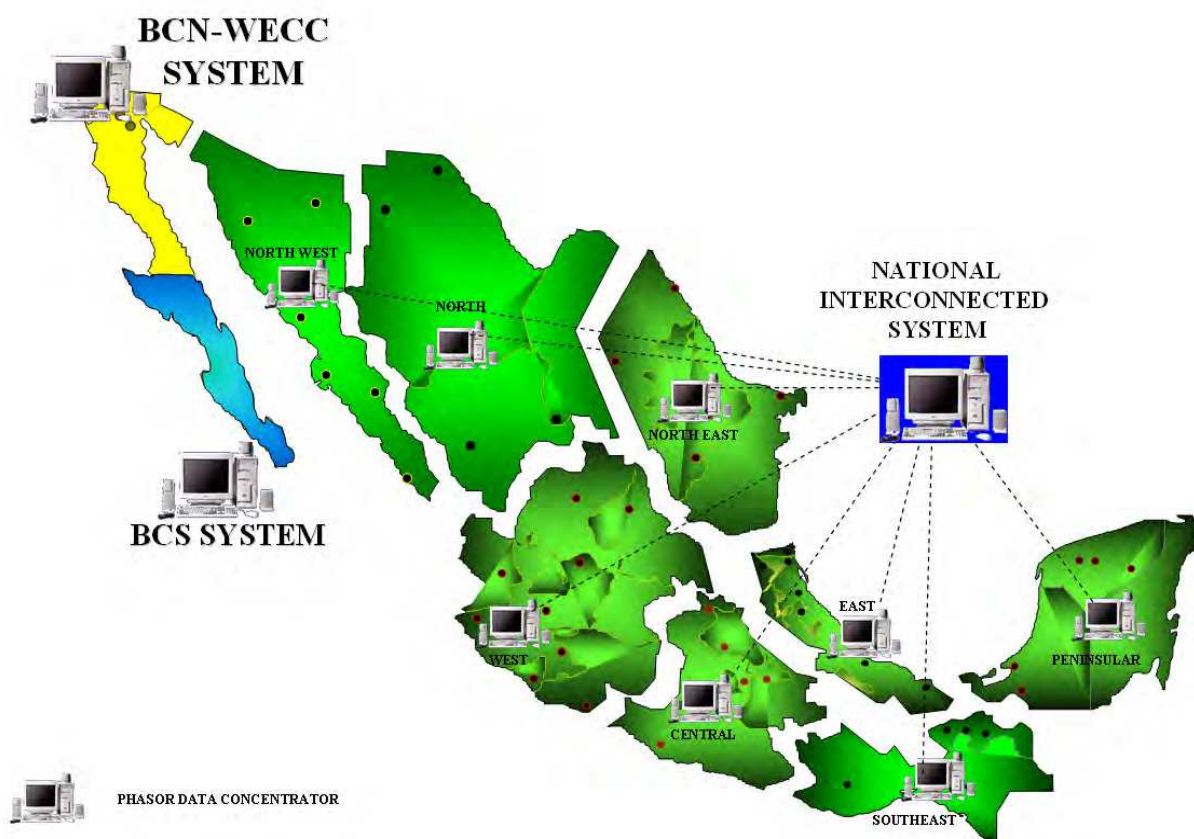 BCN-WECC
SYSTEM
NORTH WEST
NORTH
NATIONAL
INTERCONNECTED
SYSTEM
NORTH EAST
BCS SYSTEM
EAST
WEST
PENINSULAR
CENTRAL
PHASOR DATA CONCENTRATOR
SOUTHEAST